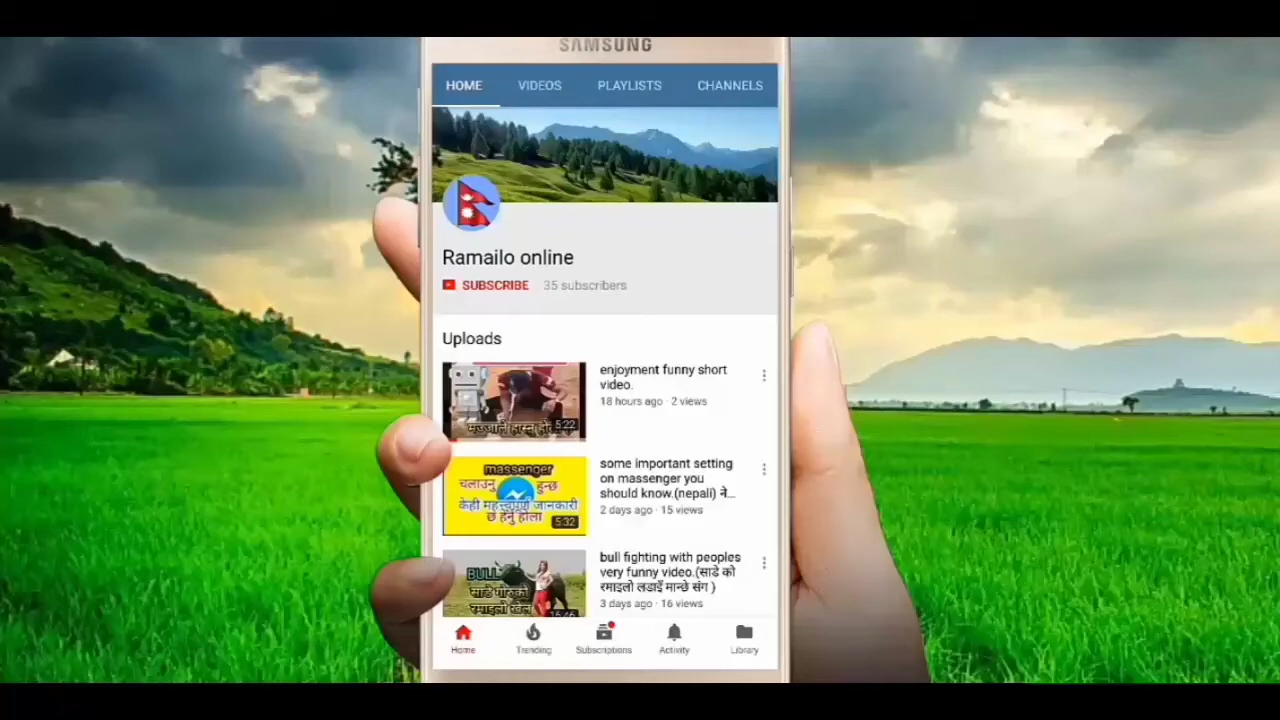 SAMSUNG
HOME VIDEOS PLAYLISTS CHANNELS
Ramailo online
SUBSCRIBE 35 subscribers
Uploads
enjoyment funny short
video.
18 hours ago · 2 views
5:22
massenger
चलाउनु हुन्छ
केही महत्त्वपूर्ण जानकारी
छ हेर्नु होला
5:32
some important setting
on massenger you
should know.(nepali) ने...
2 days ago · 15 views
BULL
साडे गोरुको
रमाइलो खेल
bull fighting with peoples
very funny video.(साडे को
रमाइलो लडाइँ मान्छे संग )
3 days ago · 16 views
Home Trending Subscriptions Activity Library